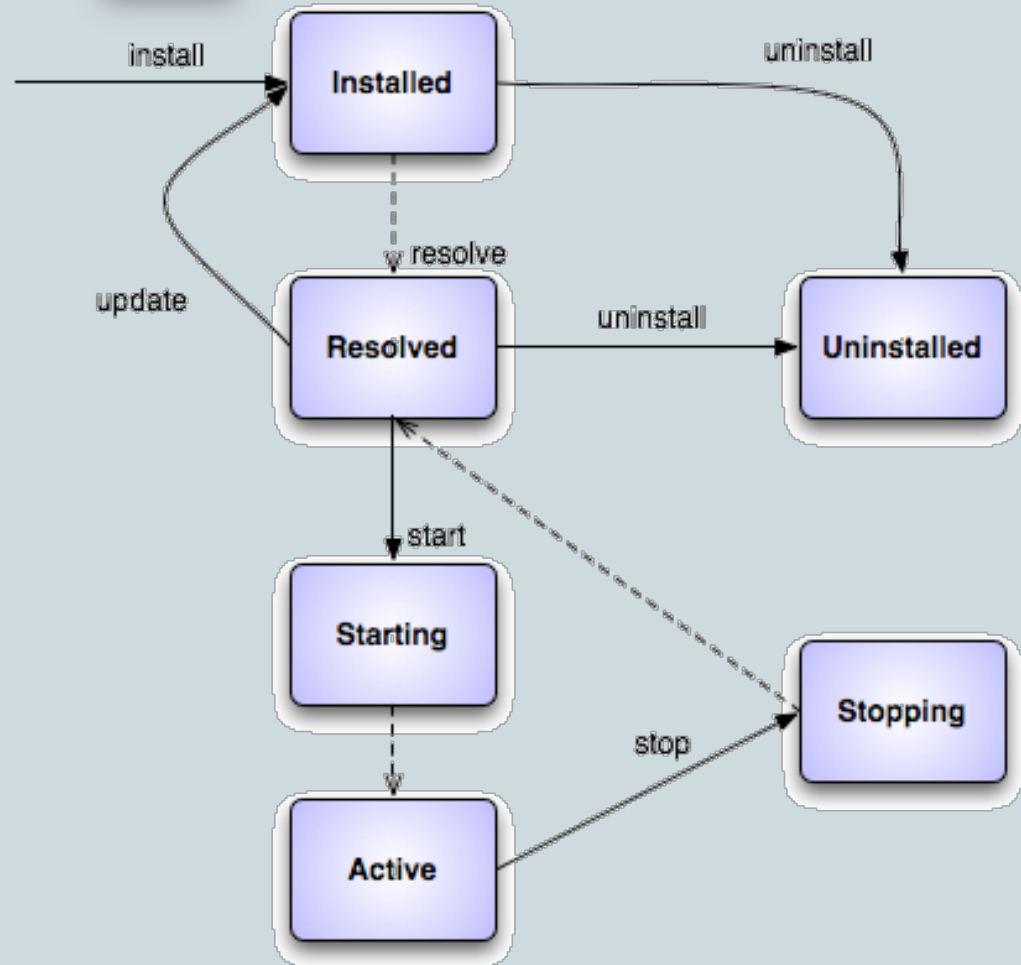 install
uninstall
Installed
resolve
update
uninstall
Resolved
Uninstalled
start
Starting
Stopping
stop
Active